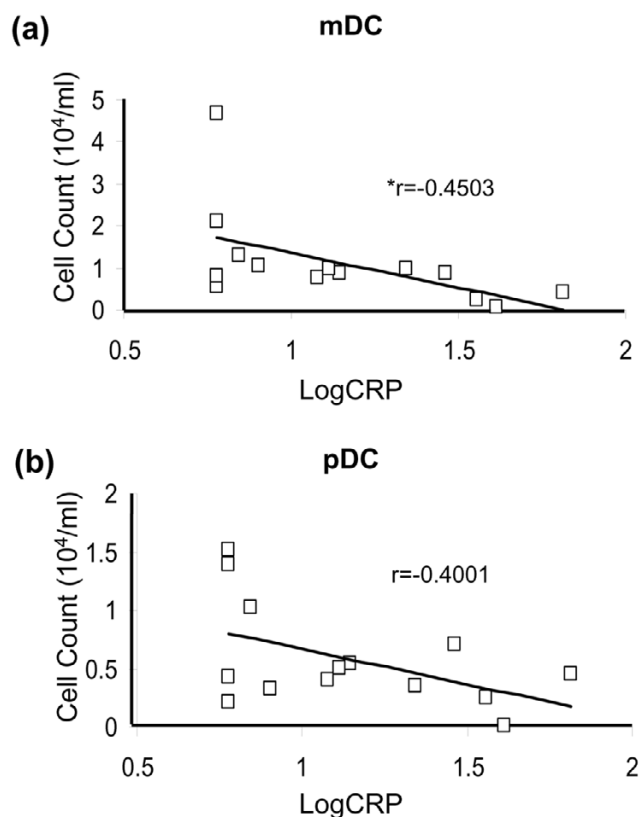 (a)
mDC
Cell Count (10⁴/ml)
5
4
3
2
1
0
*r=-0.4503
0.5 1 1.5 2
LogCRP
(b)
pDC
Cell Count (10⁴/ml)
2
1.5
1
0.5
0
r=-0.4001
0.5 1 1.5 2
LogCRP